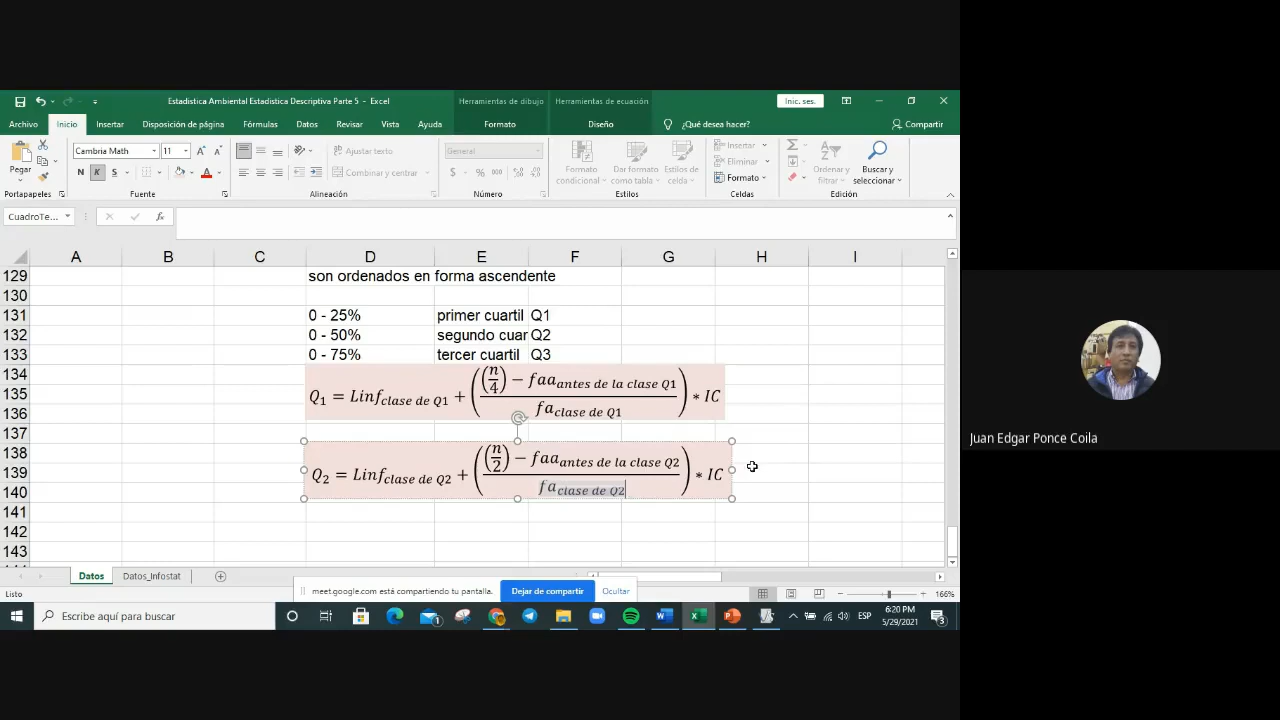 Estadistica Ambiental Estadistica Descriptiva Parte 5 - Excel
Herramientas de dibujo
Herramientas de ecuación
Inic. ses.
Archivo Inicio Insertar Disposición de página Fórmulas Datos Revisar Vista Ayuda Formato Diseño ¿Qué desea hacer? Compartir
Pegar
Cambria Math 11
N K S
Ajustar texto
Combinar y centrar
General
$ % 000
Formato condicional
Dar formato como tabla
Estilos de celda
Insertar
Eliminar
Formato
Ordenar y filtrar
Buscar y seleccionar
Portapapeles Fuente Alineación Número Estilos Celdas Edición
CuadroTe... fx
A B C D E F G H I
129 son ordenados en forma ascendente
130
131 0 - 25% primer cuartil Q1
132 0 - 50% segundo cuar Q2
133 0 - 75% tercer cuartil Q3
134
135
136
Q₁ = Linf clase de Q1 + (((n/4) − faa antes de la clase Q1) / fa clase de Q1) * IC
137
138
139
140
Q₂ = Linf clase de Q2 + (((n/2) − faa antes de la clase Q2) / fa clase de Q2) * IC
141
142
143
Datos Datos_Infostat
Listo
meet.google.com está compartiendo tu pantalla.
Dejar de compartir
Ocultar
166%
Escribe aquí para buscar
ESP
6:20 PM
5/29/2021
3
Juan Edgar Ponce Coila